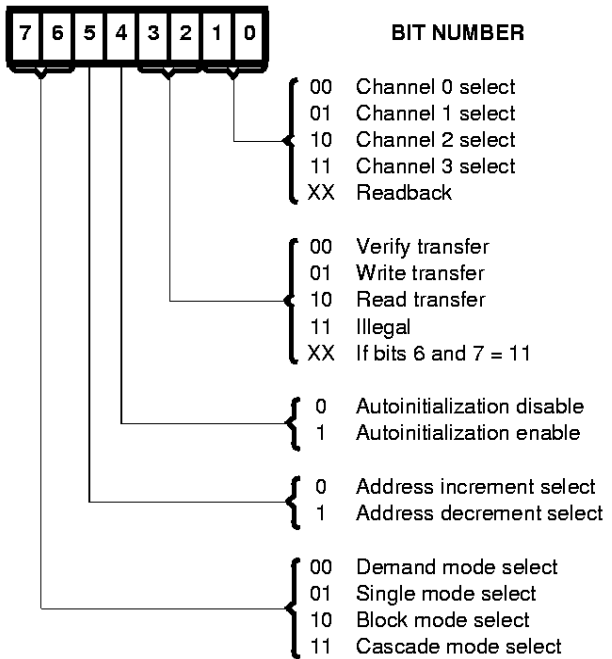 7 6 5 4 3 2 1 0 BIT NUMBER
00 Channel 0 select
01 Channel 1 select
10 Channel 2 select
11 Channel 3 select
XX Readback
00 Verify transfer
01 Write transfer
10 Read transfer
11 Illegal
XX If bits 6 and 7 = 11
0 Autoinitialization disable
1 Autoinitialization enable
0 Address increment select
1 Address decrement select
00 Demand mode select
01 Single mode select
10 Block mode select
11 Cascade mode select